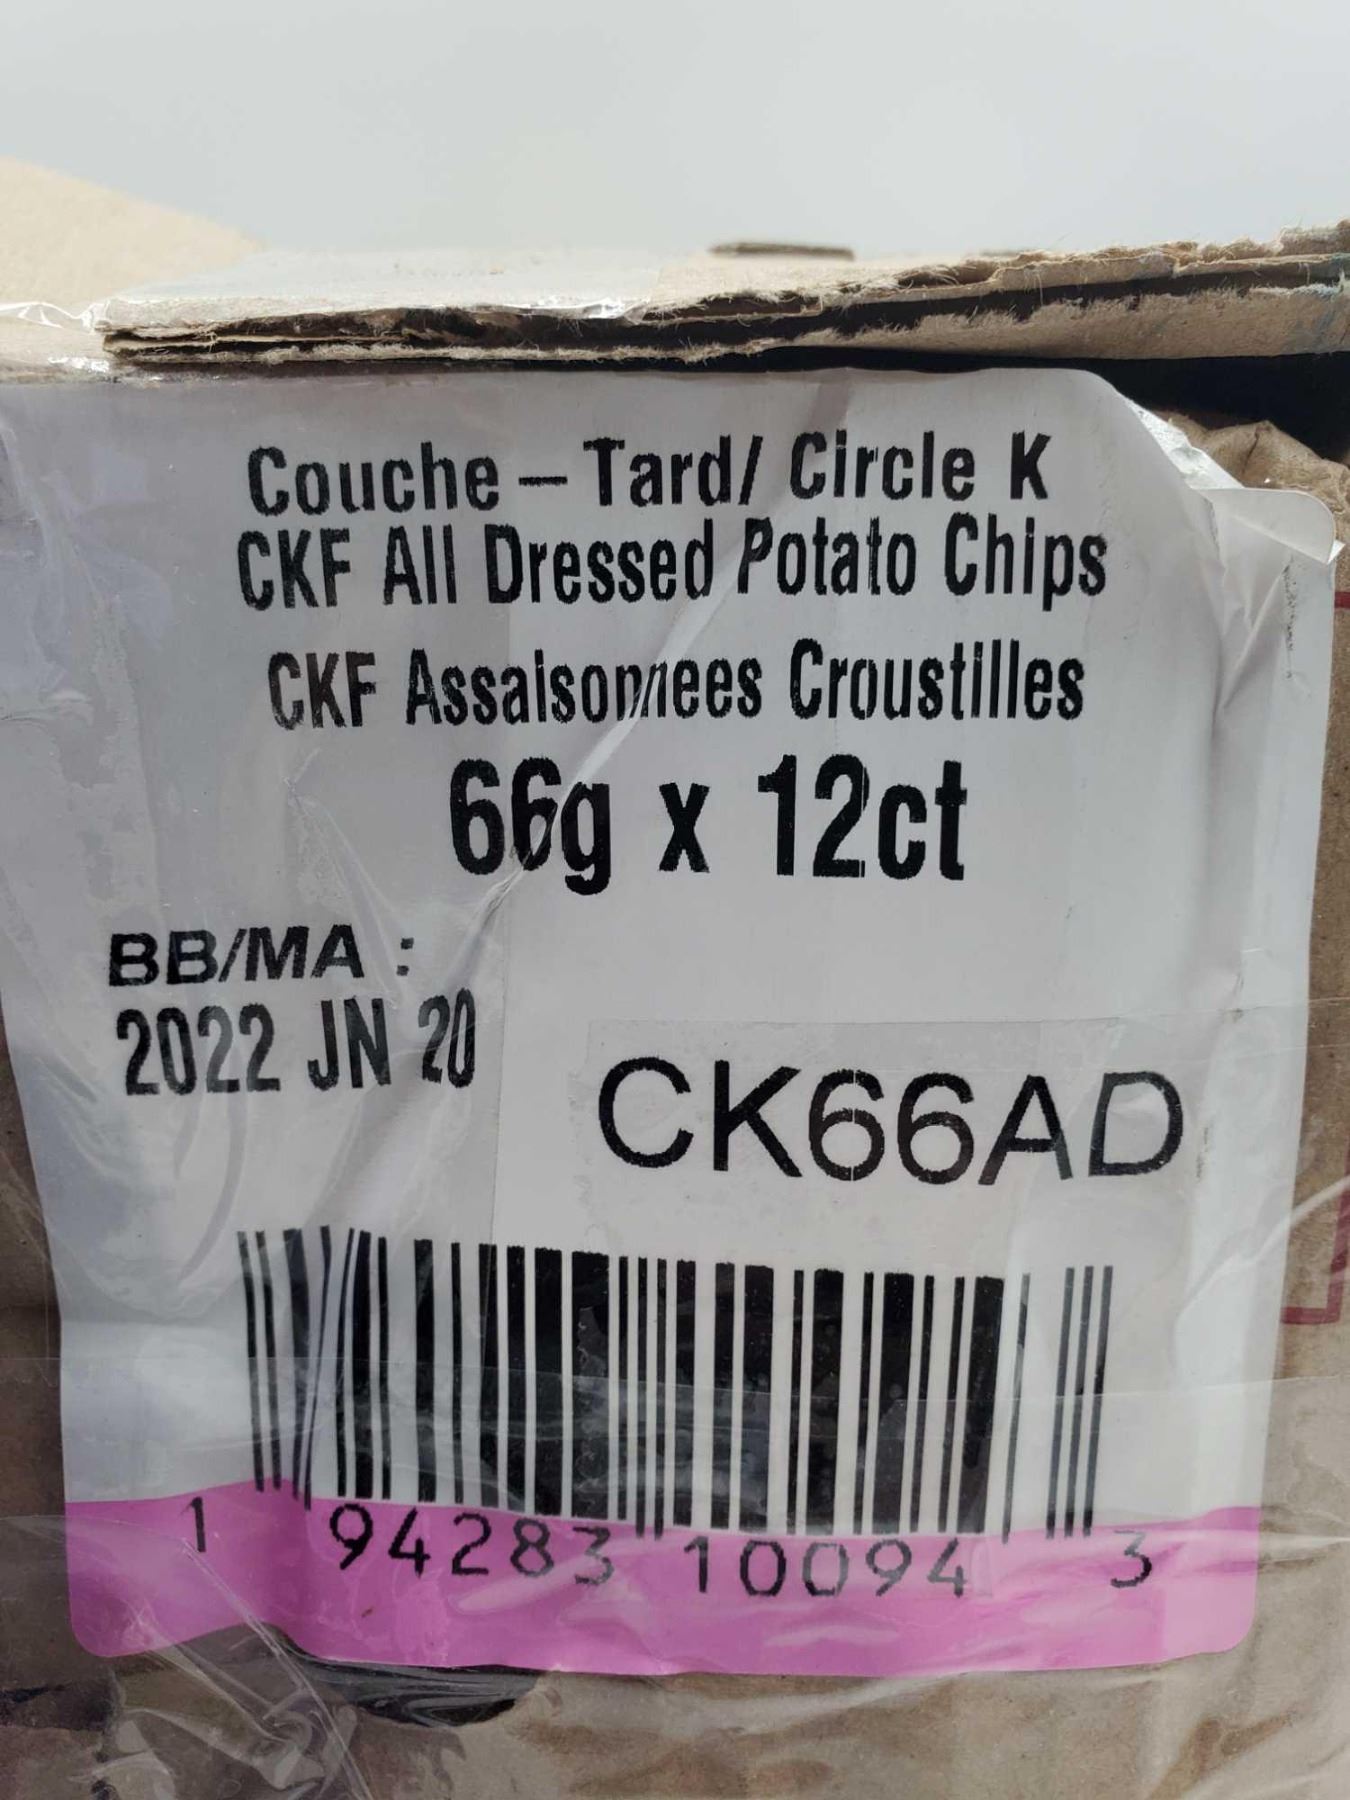 Couche – Tard/ Circle K
CKF All Dressed Potato Chips
CKF Assaisonnees Croustilles
66g x 12ct
BB/MA :
2022 JN 20
CK66AD
1 94283 10094 3